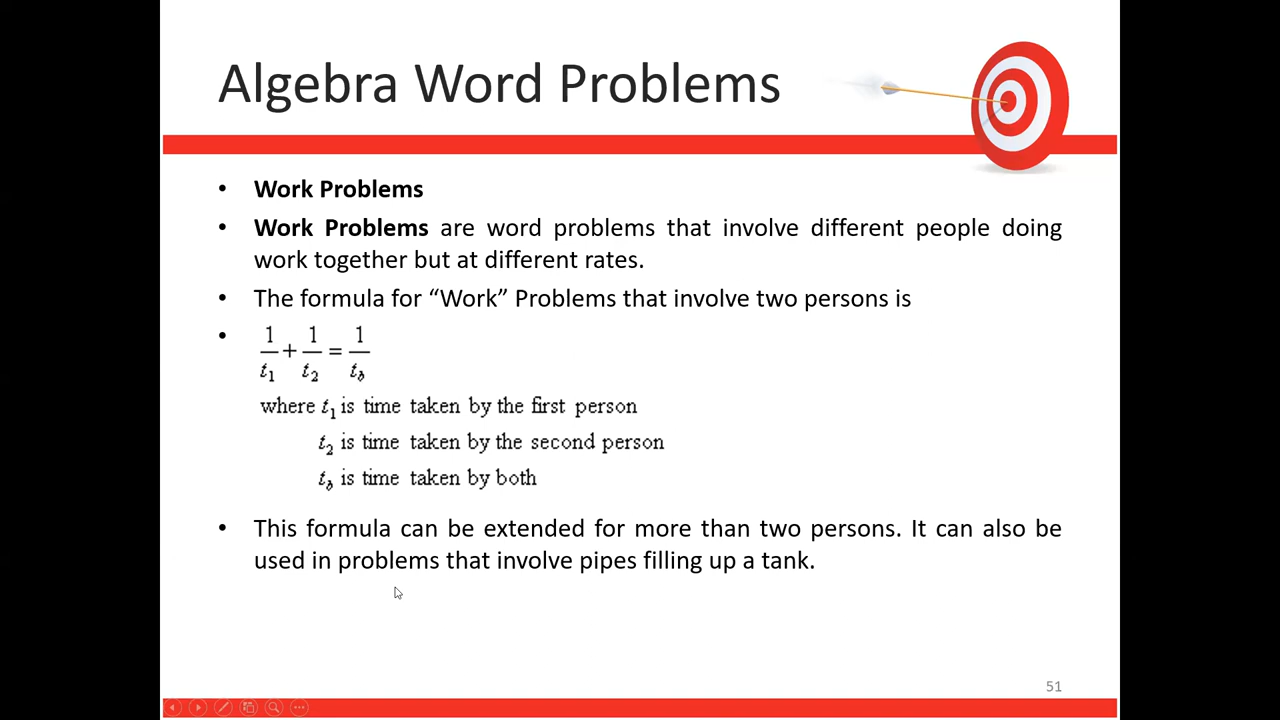 Algebra Word Problems
• Work Problems
• Work Problems are word problems that involve different people doing
work together but at different rates.
• The formula for “Work” Problems that involve two persons is
• 1/t₁ + 1/t₂ = 1/t_b
where t₁ is time taken by the first person
t₂ is time taken by the second person
t_b is time taken by both
• This formula can be extended for more than two persons. It can also be
used in problems that involve pipes filling up a tank.
51